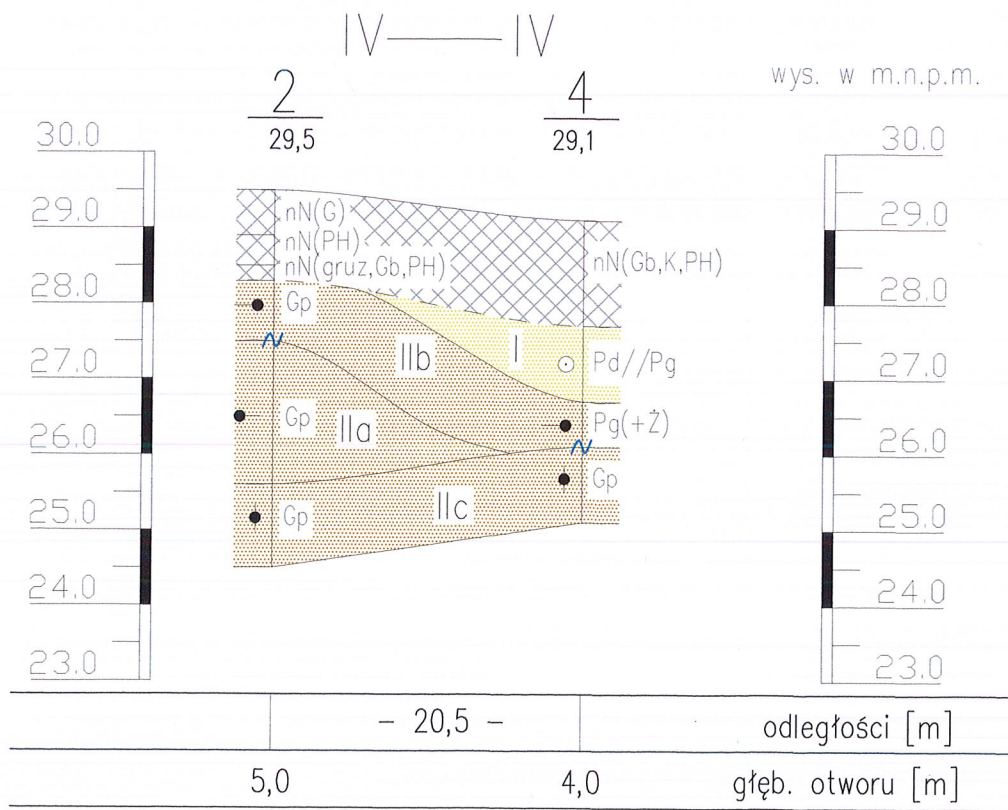 IV — IV
wys. w m.n.p.m.
2 4
29,5 29,1
30.0 30.0
29.0 29.0
28.0 28.0
27.0 27.0
26.0 26.0
25.0 25.0
24.0 24.0
23.0 23.0
nN(G)
nN(PH)
nN(gruz,Gb,PH) nN(Gb,K,PH)
Gp
IIb I Pd//Pg
Gp IIa Pg(+Ż)
Gp
Gp IIc
– 20,5 – odległości [m]
5,0 4,0 głęb. otworu [m]